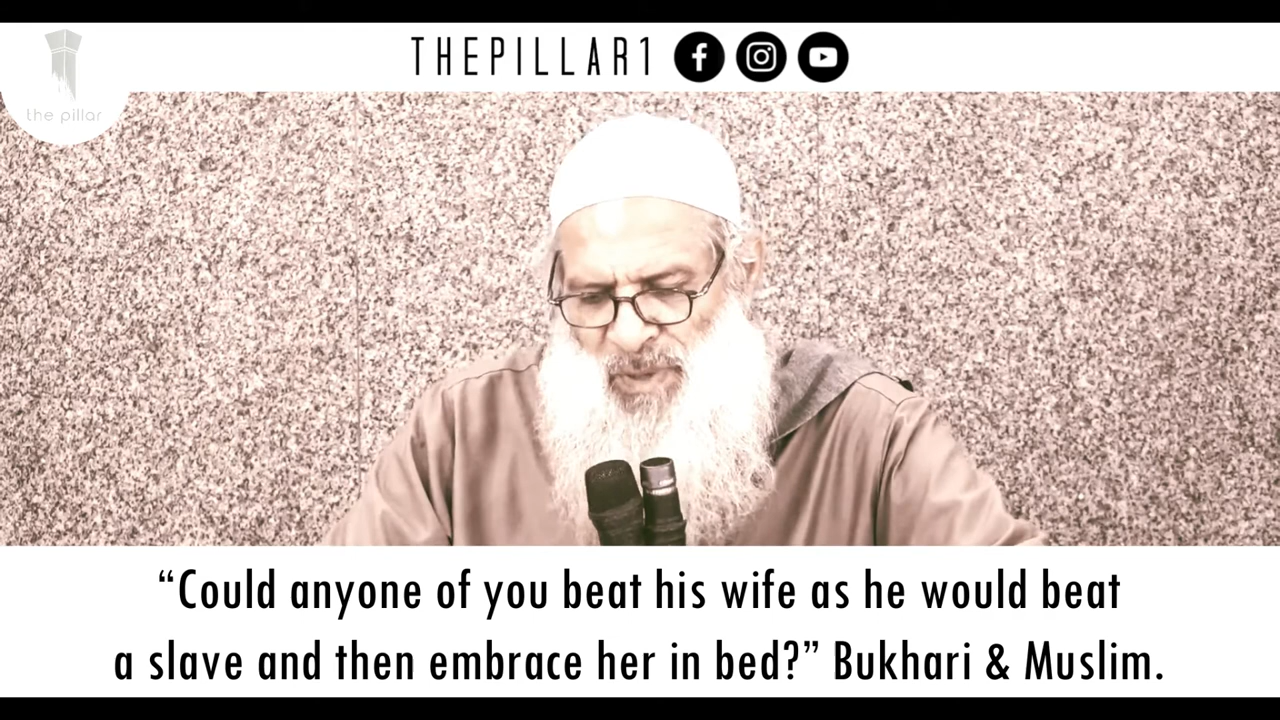 THEPILLAR1
the pillar
“Could anyone of you beat his wife as he would beat
a slave and then embrace her in bed?” Bukhari & Muslim.